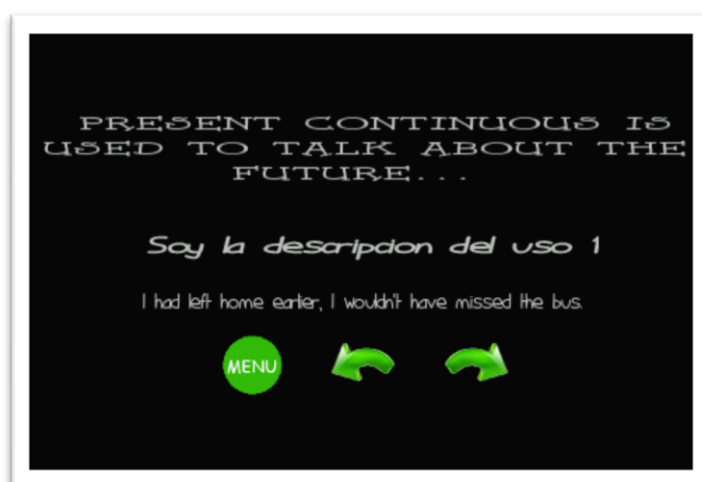 PRESENT CONTINUOUS IS
USED TO TALK ABOUT THE
FUTURE...
Soy la descripcion del uso 1
I had left home earlier, I wouldn't have missed the bus.
MENU